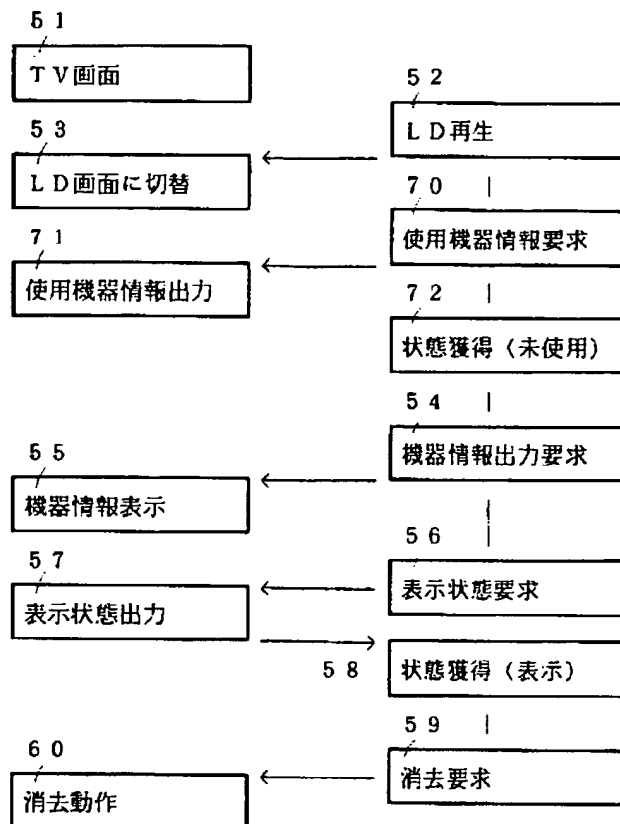 ５１
ＴＶ画面
５２
ＬＤ再生
５３
ＬＤ画面に切替
７０
使用機器情報要求
７１
使用機器情報出力
７２
状態獲得（未使用）
５４
機器情報出力要求
５５
機器情報表示
５６
表示状態要求
５７
表示状態出力
５８
状態獲得（表示）
５９
消去要求
６０
消去動作